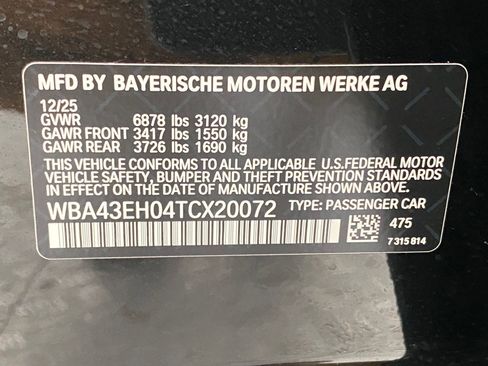 MFD BY BAYERISCHE MOTOREN WERKE AG
12/25
GVWR 6878 lbs 3120 kg
GAWR FRONT 3417 lbs 1550 kg
GAWR REAR 3726 lbs 1690 kg
THIS VEHICLE CONFORMS TO ALL APPLICABLE U.S.FEDERAL MOTOR
VEHICLE SAFETY, BUMPER AND THEFT PREVENTION STANDARDS
IN EFFECT ON THE DATE OF MANUFACTURE SHOWN ABOVE.
WBA43EH04TCX20072 TYPE: PASSENGER CAR
475
7 315 814